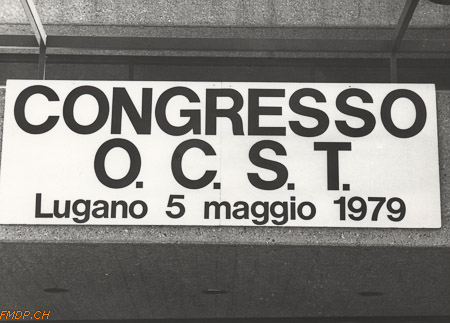 CONGRESSO
O. C. S. T.
Lugano 5 maggio 1979
FMDP.CH